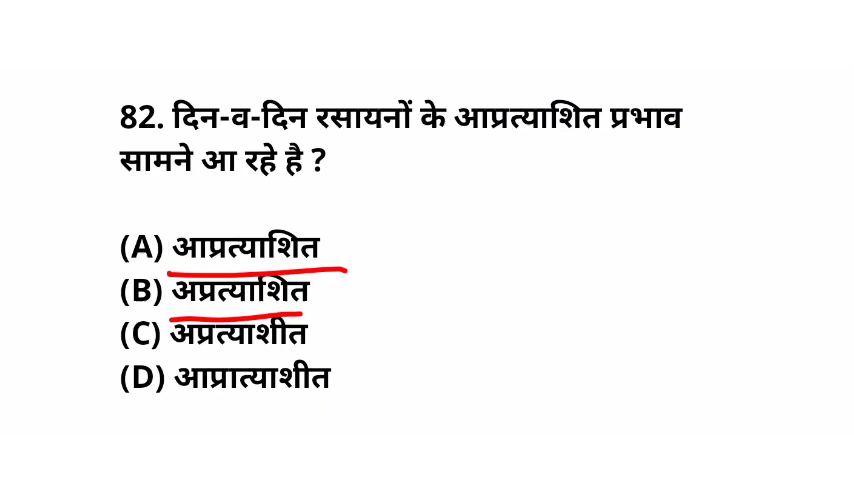 82. दिन-व-दिन रसायनों के आप्रत्याशित प्रभाव
सामने आ रहे है ?
(A) आप्रत्याशित
(B) अप्रत्याशित
(C) अप्रत्याशीत
(D) आप्रात्याशीत